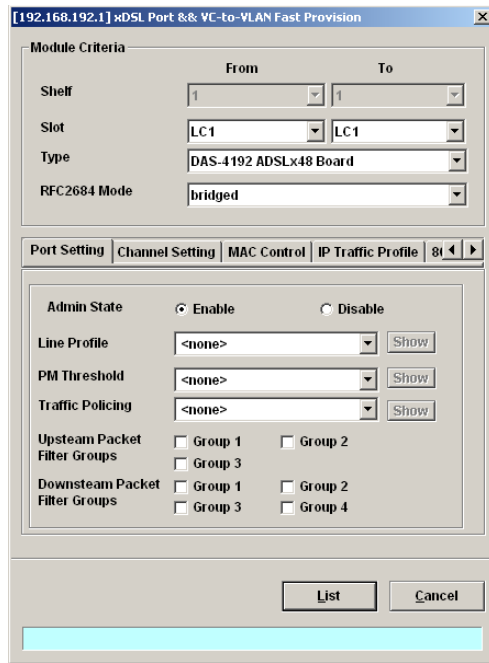 [192.168.192.1] xDSL Port && VC-to-VLAN Fast Provision
Module Criteria
From To
Shelf 1 1
Slot LC1 LC1
Type DAS-4192 ADSLx48 Board
RFC2684 Mode bridged
Port Setting Channel Setting MAC Control IP Traffic Profile
Admin State Enable Disable
Line Profile <none> Show
PM Threshold <none> Show
Traffic Policing <none> Show
Upsteam Packet Filter Groups
Group 1 Group 2
Group 3
Downsteam Packet Filter Groups
Group 1 Group 2
Group 3 Group 4
List Cancel